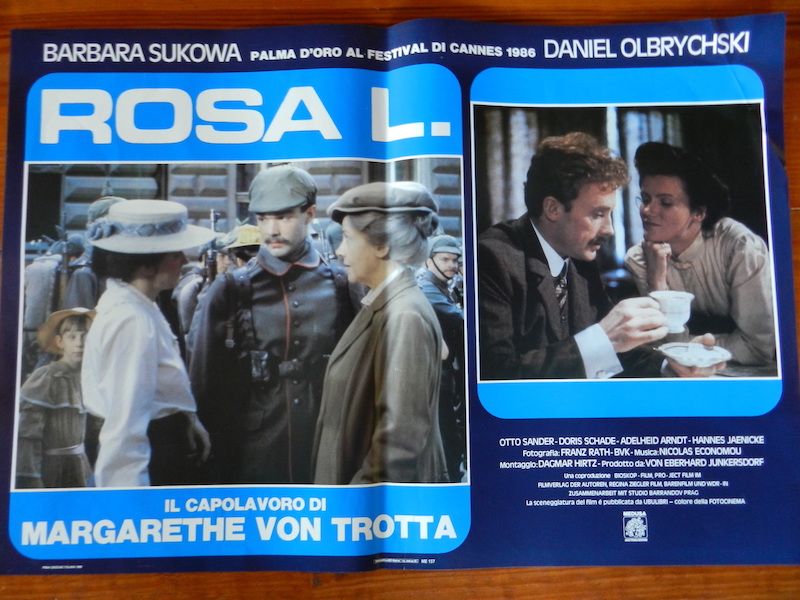 BARBARA SUKOWA PALMA D'ORO AL FESTIVAL DI CANNES 1986 DANIEL OLBRYCHSKI
ROSA L.
IL CAPOLAVORO DI
MARGARETHE VON TROTTA
OTTO SANDER - DORIS SCHADE - ADELHEID ARNDT - HANNES JAENICKE
Fotografia: FRANZ RATH - BVK - Musica: NICOLAS ECONOMOU
Montaggio: DAGMAR HIRTZ - Prodotto da VON EBERHARD JUNKERSDORF
Una coproduzione BIOSKOP - FILM, PRO - JECT FILM IM
FILMVERLAG DER AUTOREN, REGINA ZIEGLER FILM, BARENFILM UND WDR - IN
ZUSAMMENARBEIT MIT STUDIO BARRANDOV PRAG
La sceneggiatura del film è pubblicata da UBULIBRI - colore della FOTOCINEMA
MEDUSA